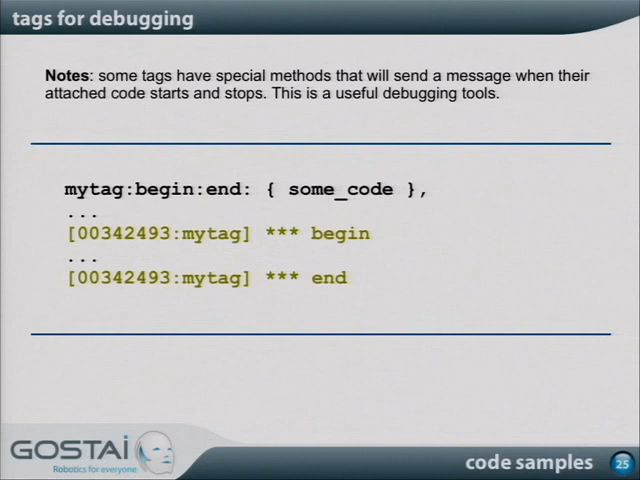 tags for debugging
Notes: some tags have special methods that will send a message when their
attached code starts and stops. This is a useful debugging tools.
mytag:begin:end: { some_code },
...
[00342493:mytag] *** begin
...
[00342493:mytag] *** end
GOSTAI
Robotics for everyone
code samples
25